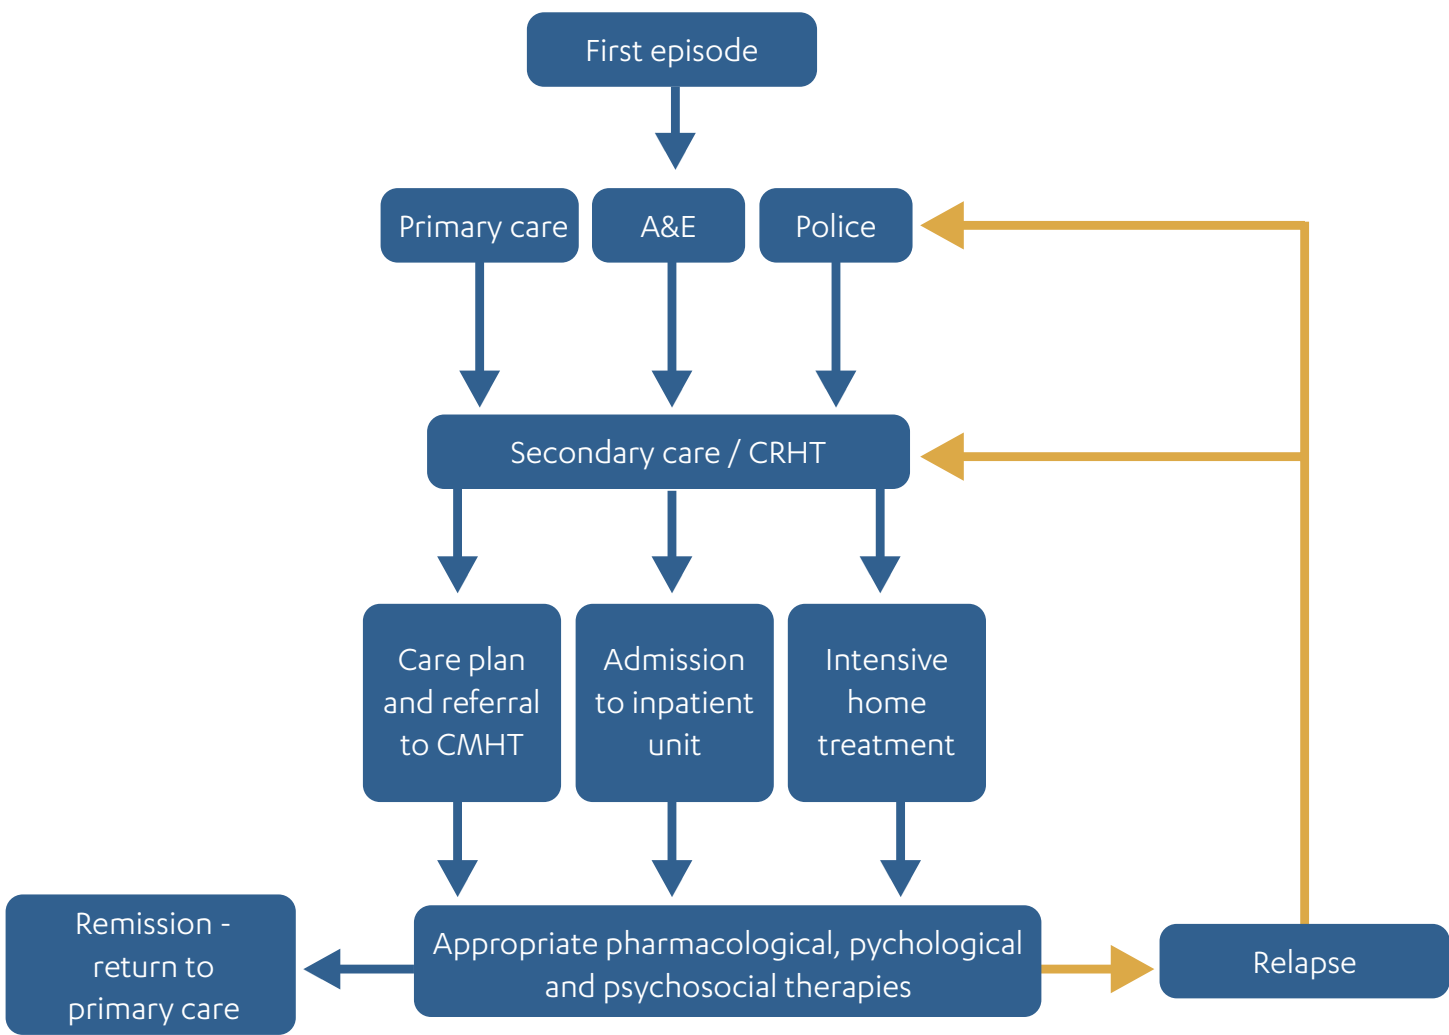 First episode
Primary care
A&E
Police
Secondary care / CRHT
Care plan
and referral
to CMHT
Admission
to inpatient
unit
Intensive
home
treatment
Remission -
return to
primary care
Appropriate pharmacological, pychological
and psychosocial therapies
Relapse